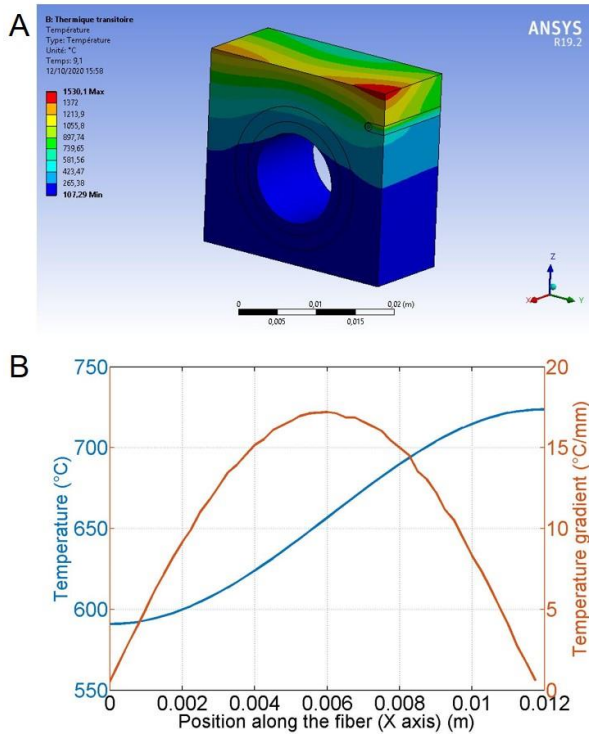 A
B: Thermique transitoire
Température
Type: Température
Unité: °C
Temps: 9,1
12/10/2020 15:58
ANSYS
R19.2
1530,1 Max
1372
1213,9
1055,8
897,74
739,65
581,56
423,47
265,38
107,29 Min
Z
X
Y
0
0,01
0,02 (m)
0,005
0,015
B
750
700
650
600
550
Temperature (°C)
20
15
10
5
0
Temperature gradient (°C/mm)
0
0.002
0.004
0.006
0.008
0.01
0.012
Position along the fiber (X axis) (m)